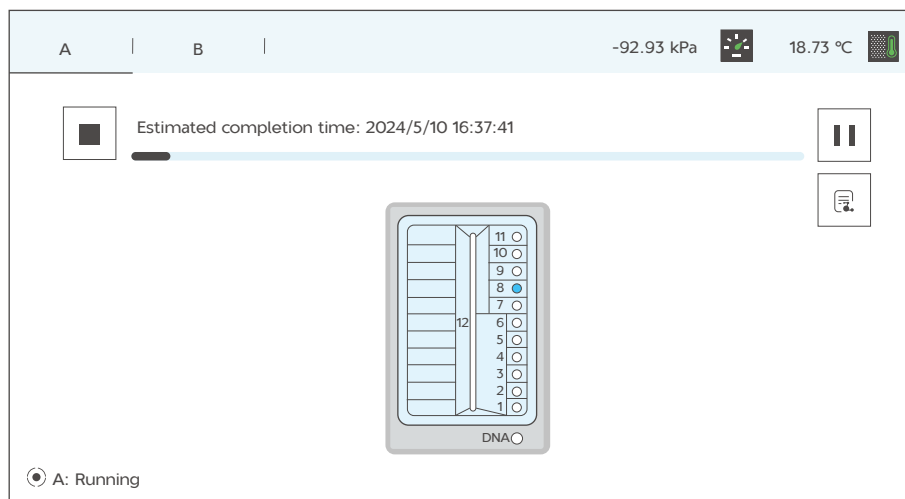 A B -92.93 kPa 18.73 ℃
Estimated completion time: 2024/5/10 16:37:41
11
10
9
8
7
12 6
5
4
3
2
1
DNA
A: Running